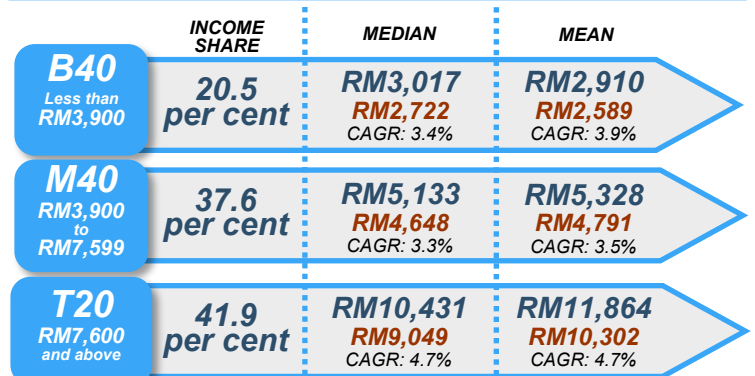 INCOME
SHARE
MEDIAN
MEAN
B40
Less than
RM3,900
20.5
per cent
RM3,017
RM2,722
CAGR: 3.4%
RM2,910
RM2,589
CAGR: 3.9%
M40
RM3,900
to
RM7,599
37.6
per cent
RM5,133
RM4,648
CAGR: 3.3%
RM5,328
RM4,791
CAGR: 3.5%
T20
RM7,600
and above
41.9
per cent
RM10,431
RM9,049
CAGR: 4.7%
RM11,864
RM10,302
CAGR: 4.7%